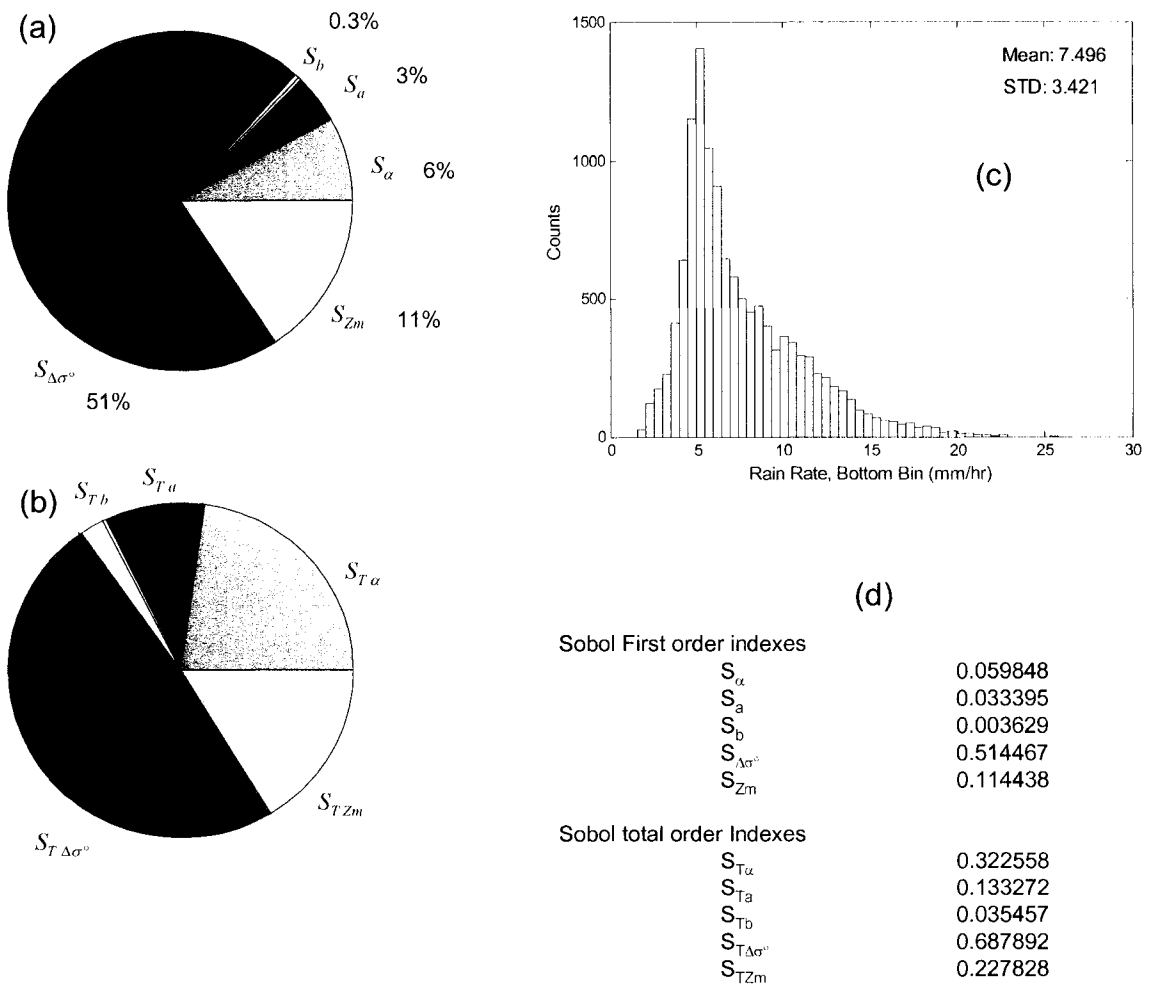 (a)
0.3%
S_b
3%
S_a
S_α 6%
S_Zm 11%
S_Δσ°
51%
(b)
S_T b
S_T a
S_T α
S_T Zm
S_T Δσ°
1500
1000
500
0
Counts
Mean: 7.496
STD: 3.421
(c)
0 5 10 15 20 25 30
Rain Rate, Bottom Bin (mm/hr)
(d)
Sobol First order indexes
S_α 0.059848
S_a 0.033395
S_b 0.003629
S_Δσ° 0.514467
S_Zm 0.114438
Sobol total order Indexes
S_Tα 0.322558
S_Ta 0.133272
S_Tb 0.035457
S_TΔσ° 0.687892
S_TZm 0.227828